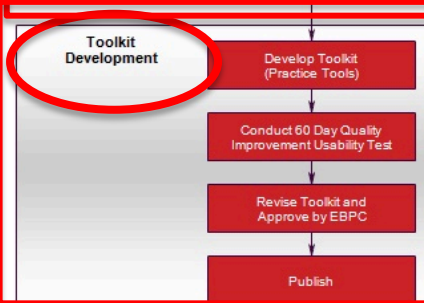 Toolkit
Development
Develop Toolkit
(Practice Tools)
Conduct 60 Day Quality
Improvement Usability Test
Revise Toolkit and
Approve by EBPC
Publish